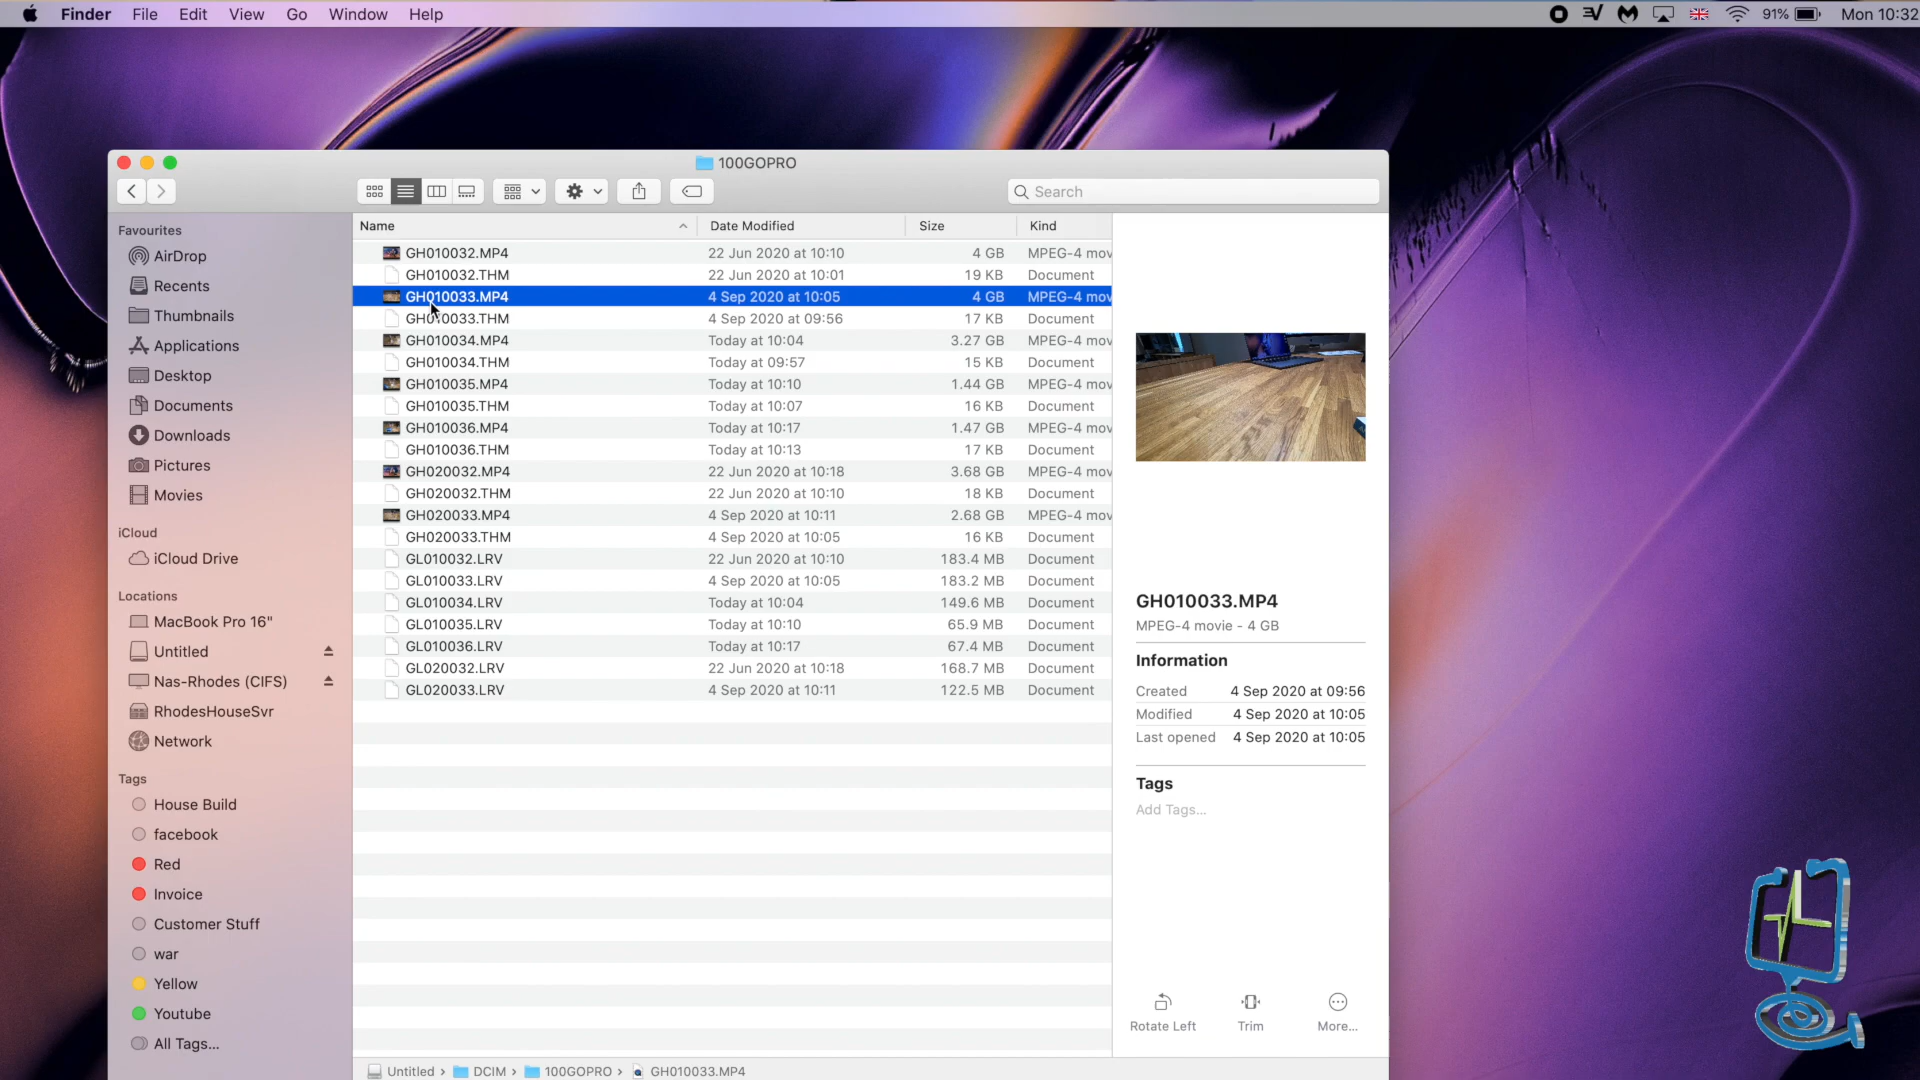 Finder File Edit View Go Window Help 91% Mon 10:32
100GOPRO
Search
Favourites
AirDrop
Recents
Thumbnails
Applications
Desktop
Documents
Downloads
Pictures
Movies
iCloud
iCloud Drive
Locations
MacBook Pro 16"
Untitled
Nas-Rhodes (CIFS)
RhodesHouseSvr
Network
Tags
House Build
facebook
Red
Invoice
Customer Stuff
war
Yellow
Youtube
All Tags...
Name Date Modified Size Kind
GH010032.MP4 22 Jun 2020 at 10:10 4 GB MPEG-4 mov
GH010032.THM 22 Jun 2020 at 10:01 19 KB Document
GH010033.MP4 4 Sep 2020 at 10:05 4 GB MPEG-4 mov
GH010033.THM 4 Sep 2020 at 09:56 17 KB Document
GH010034.MP4 Today at 10:04 3.27 GB MPEG-4 mov
GH010034.THM Today at 09:57 15 KB Document
GH010035.MP4 Today at 10:10 1.44 GB MPEG-4 mov
GH010035.THM Today at 10:07 16 KB Document
GH010036.MP4 Today at 10:17 1.47 GB MPEG-4 mov
GH010036.THM Today at 10:13 17 KB Document
GH020032.MP4 22 Jun 2020 at 10:18 3.68 GB MPEG-4 mov
GH020032.THM 22 Jun 2020 at 10:10 18 KB Document
GH020033.MP4 4 Sep 2020 at 10:11 2.68 GB MPEG-4 mov
GH020033.THM 4 Sep 2020 at 10:05 16 KB Document
GL010032.LRV 22 Jun 2020 at 10:10 183.4 MB Document
GL010033.LRV 4 Sep 2020 at 10:05 183.2 MB Document
GL010034.LRV Today at 10:04 149.6 MB Document
GL010035.LRV Today at 10:10 65.9 MB Document
GL010036.LRV Today at 10:17 67.4 MB Document
GL020032.LRV 22 Jun 2020 at 10:18 168.7 MB Document
GL020033.LRV 4 Sep 2020 at 10:11 122.5 MB Document
GH010033.MP4
MPEG-4 movie - 4 GB
Information
Created 4 Sep 2020 at 09:56
Modified 4 Sep 2020 at 10:05
Last opened 4 Sep 2020 at 10:05
Tags
Add Tags...
Rotate Left Trim More...
Untitled › DCIM › 100GOPRO › GH010033.MP4